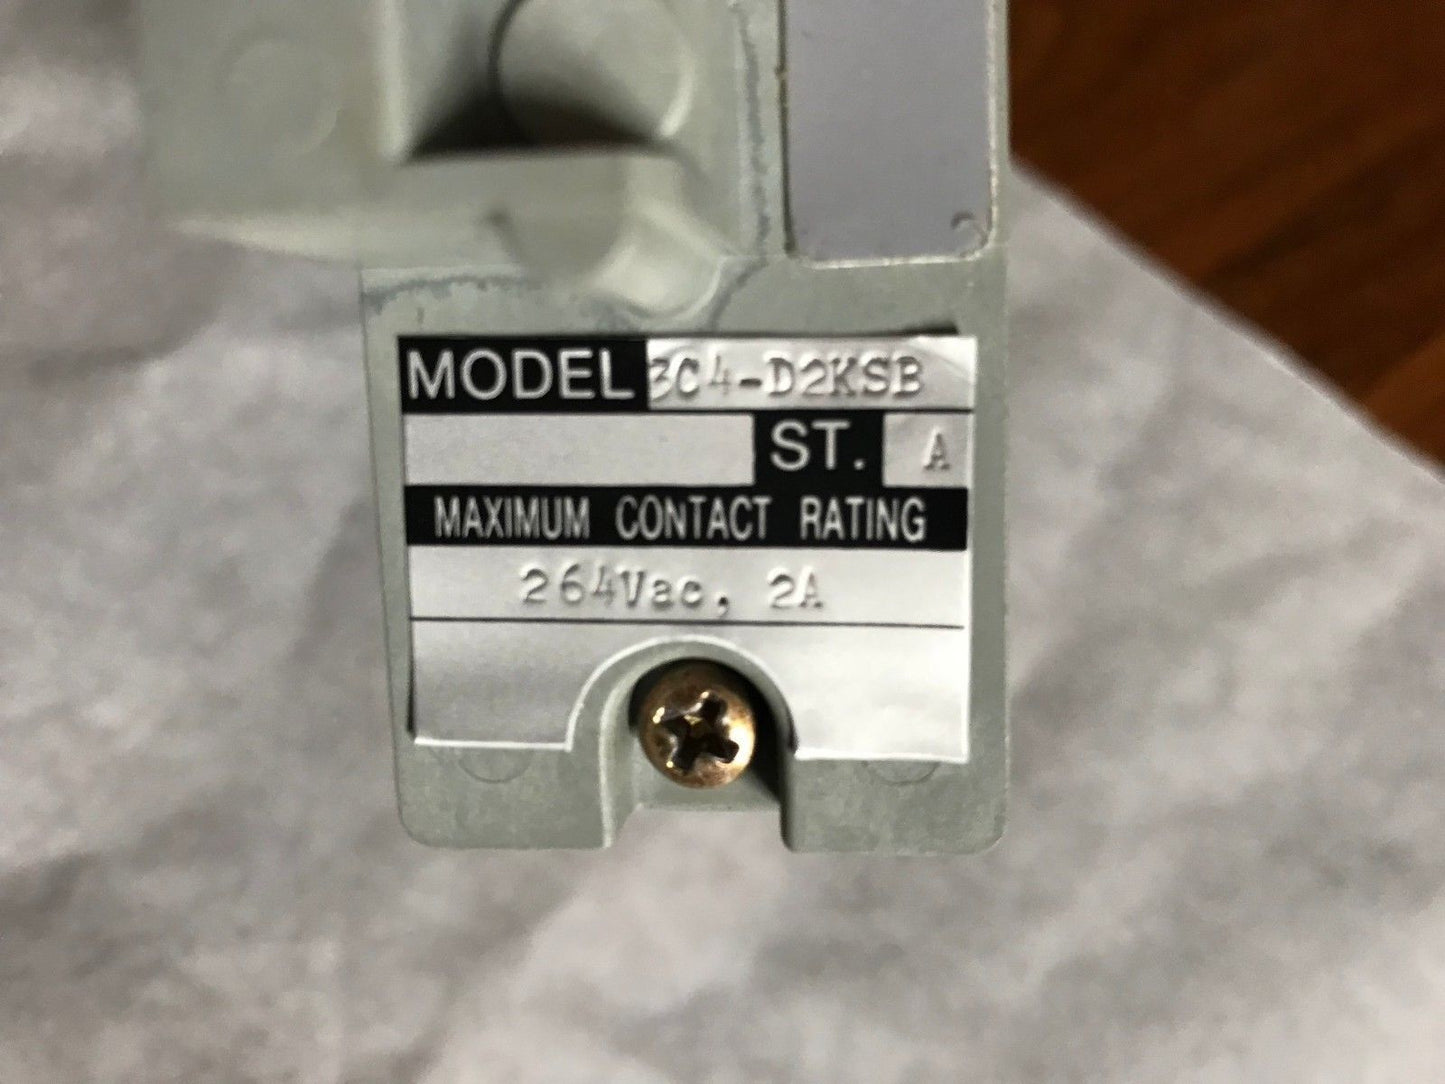 MODEL 3C4-D2KSB
ST. A
MAXIMUM CONTACT RATING
264Vac, 2A